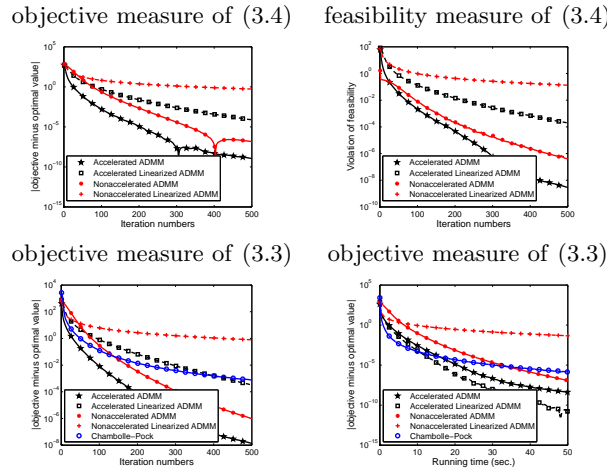 objective measure of (3.4)
feasibility measure of (3.4)
|objective minus optimal value|
10^5
10^0
10^-5
10^-10
10^-15
0 100 200 300 400 500
Iteration numbers
Accelerated ADMM
Accelerated Linearized ADMM
Nonaccelerated ADMM
Nonaccelerated Linearized ADMM
Violation of feasibility
10^2
10^0
10^-2
10^-4
10^-6
10^-8
10^-10
0 100 200 300 400 500
Iteration numbers
Accelerated ADMM
Accelerated Linearized ADMM
Nonaccelerated ADMM
Nonaccelerated Linearized ADMM
objective measure of (3.3)
objective measure of (3.3)
|objective minus optimal value|
10^4
10^2
10^0
10^-2
10^-4
10^-6
10^-8
0 100 200 300 400 500
Iteration numbers
Accelerated ADMM
Accelerated Linearized ADMM
Nonaccelerated ADMM
Nonaccelerated Linearized ADMM
Chambolle-Pock
|objective minus optimal value|
10^5
10^0
10^-5
10^-10
10^-15
0 10 20 30 40 50
Running time (sec.)
Accelerated ADMM
Accelerated Linearized ADMM
Nonaccelerated ADMM
Nonaccelerated Linearized ADMM
Chambolle-Pock